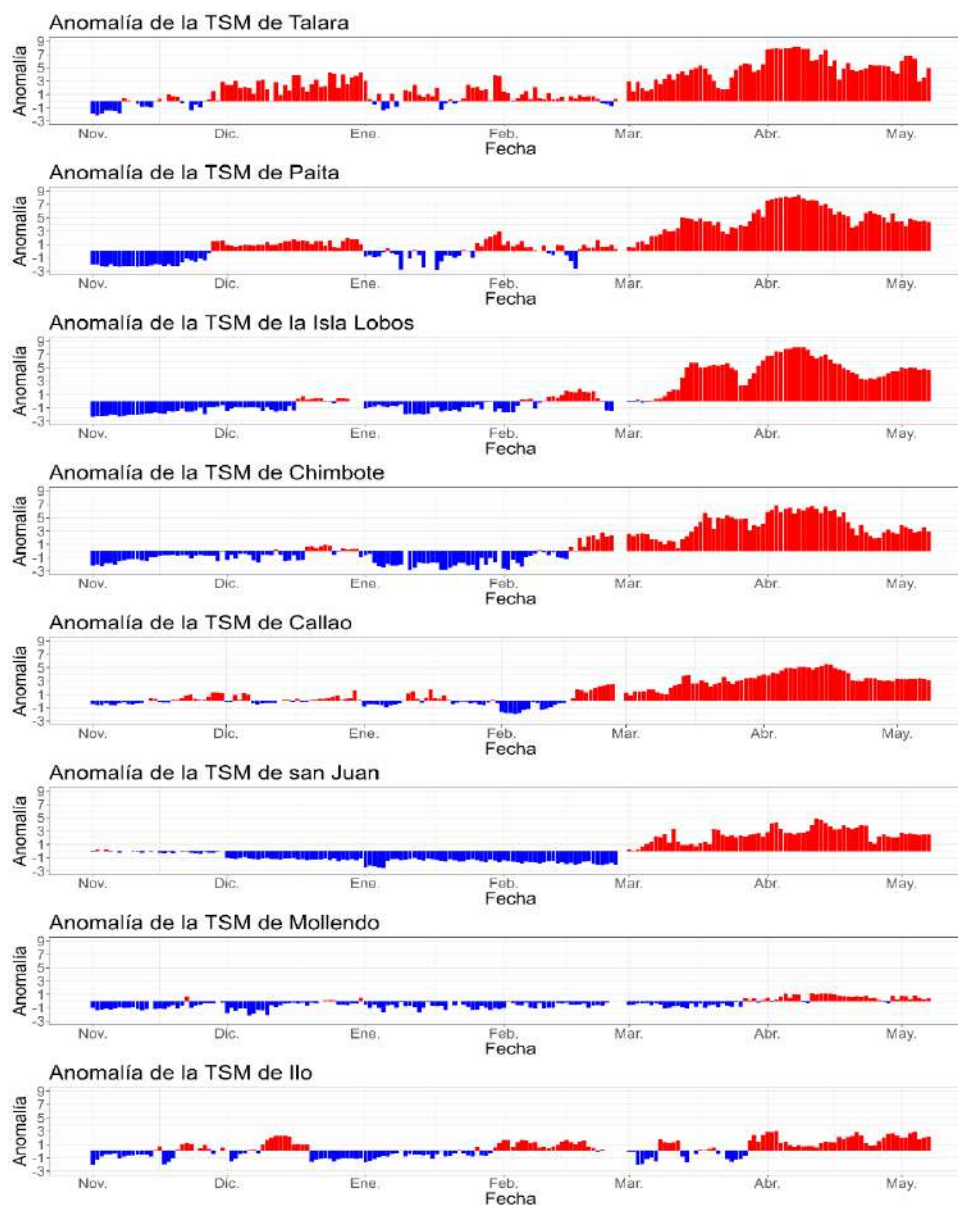 Anomalía de la TSM de Talara
Anomalía
9
7
5
3
1
-1
-3
Nov. Dic. Ene. Feb. Mar. Abr. May.
Fecha
Anomalía de la TSM de Paita
Anomalía
9
7
5
3
1
-1
-3
Nov. Dic. Ene. Feb. Mar. Abr. May.
Fecha
Anomalía de la TSM de la Isla Lobos
Anomalía
9
7
5
3
1
-1
-3
Nov. Dic. Ene. Feb. Mar. Abr. May.
Fecha
Anomalía de la TSM de Chimbote
Anomalía
9
7
5
3
1
-1
-3
Nov. Dic. Ene. Feb. Mar. Abr. May.
Fecha
Anomalía de la TSM de Callao
Anomalía
9
7
5
3
1
-1
-3
Nov. Dic. Ene. Feb. Mar. Abr. May.
Fecha
Anomalía de la TSM de san Juan
Anomalía
9
7
5
3
1
-1
-3
Nov. Dic. Ene. Feb. Mar. Abr. May.
Fecha
Anomalía de la TSM de Mollendo
Anomalía
9
7
5
3
1
-1
-3
Nov. Dic. Ene. Feb. Mar. Abr. May.
Fecha
Anomalía de la TSM de Ilo
Anomalía
9
7
5
3
1
-1
-3
Nov. Dic. Ene. Feb. Mar. Abr. May.
Fecha